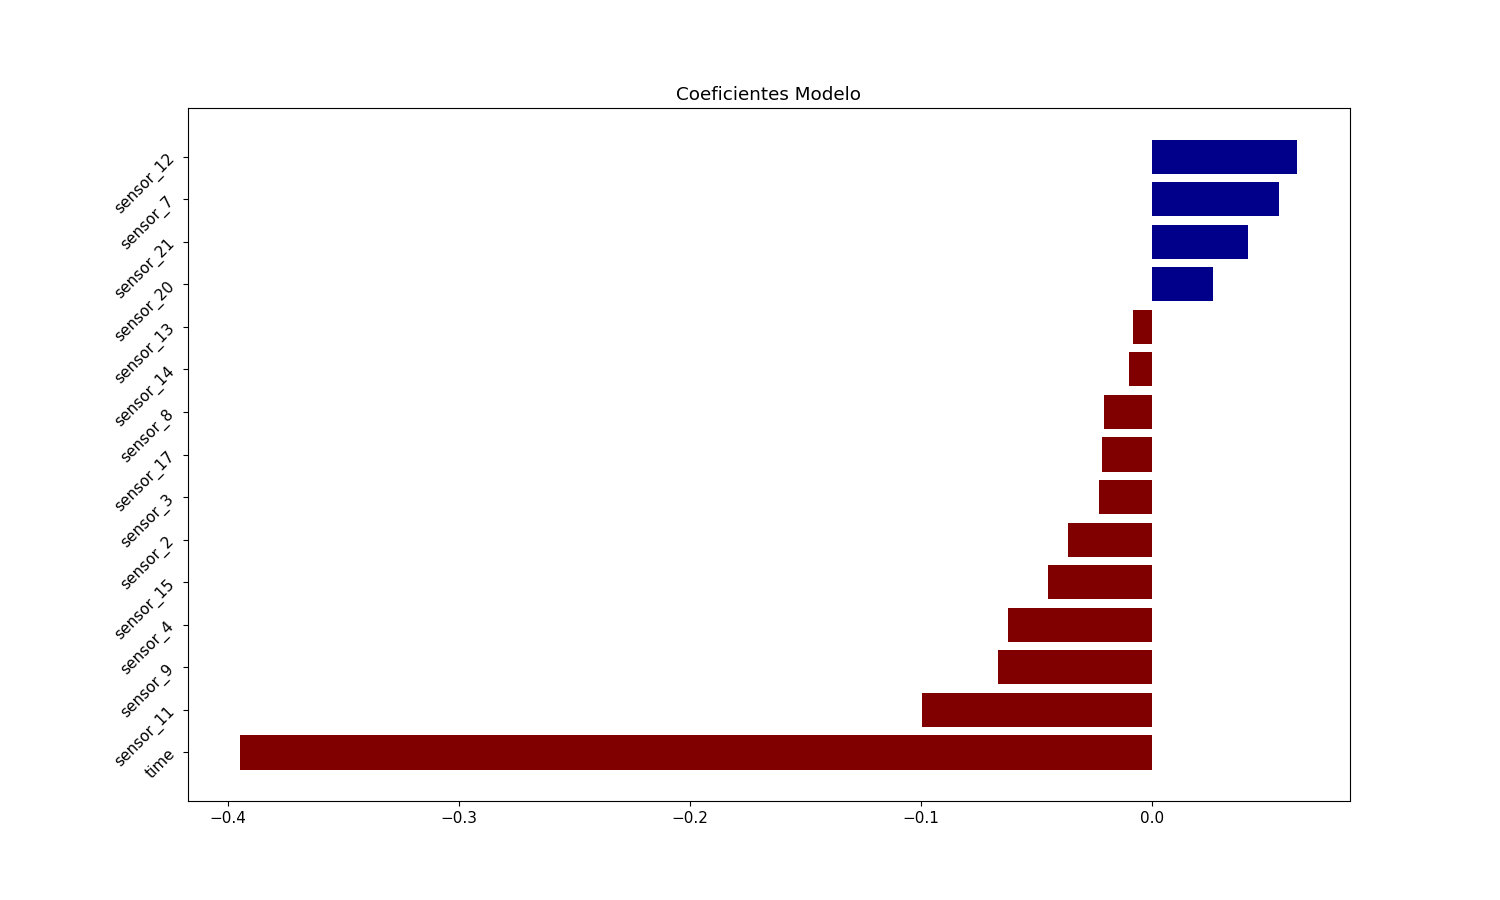 Coeficientes Modelo
sensor_12
sensor_7
sensor_21
sensor_20
sensor_13
sensor_14
sensor_8
sensor_17
sensor_3
sensor_2
sensor_15
sensor_4
sensor_9
sensor_11
time
−0.4 −0.3 −0.2 −0.1 0.0